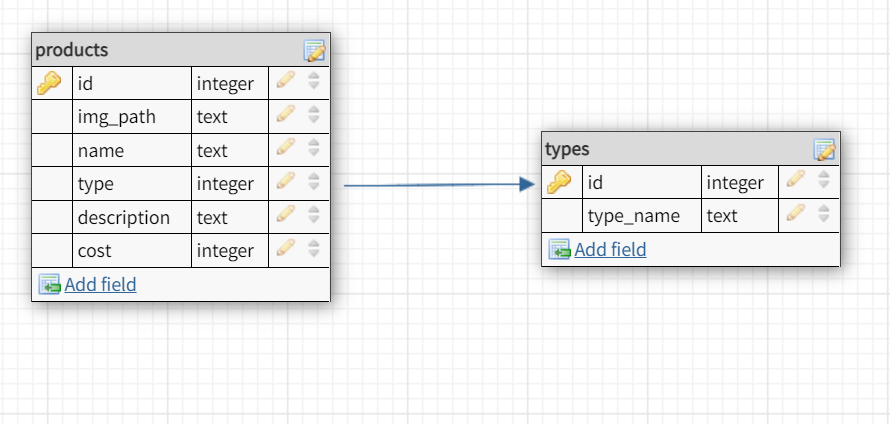 products
id integer
img_path text
name text
type integer
description text
cost integer
Add field
types
id integer
type_name text
Add field